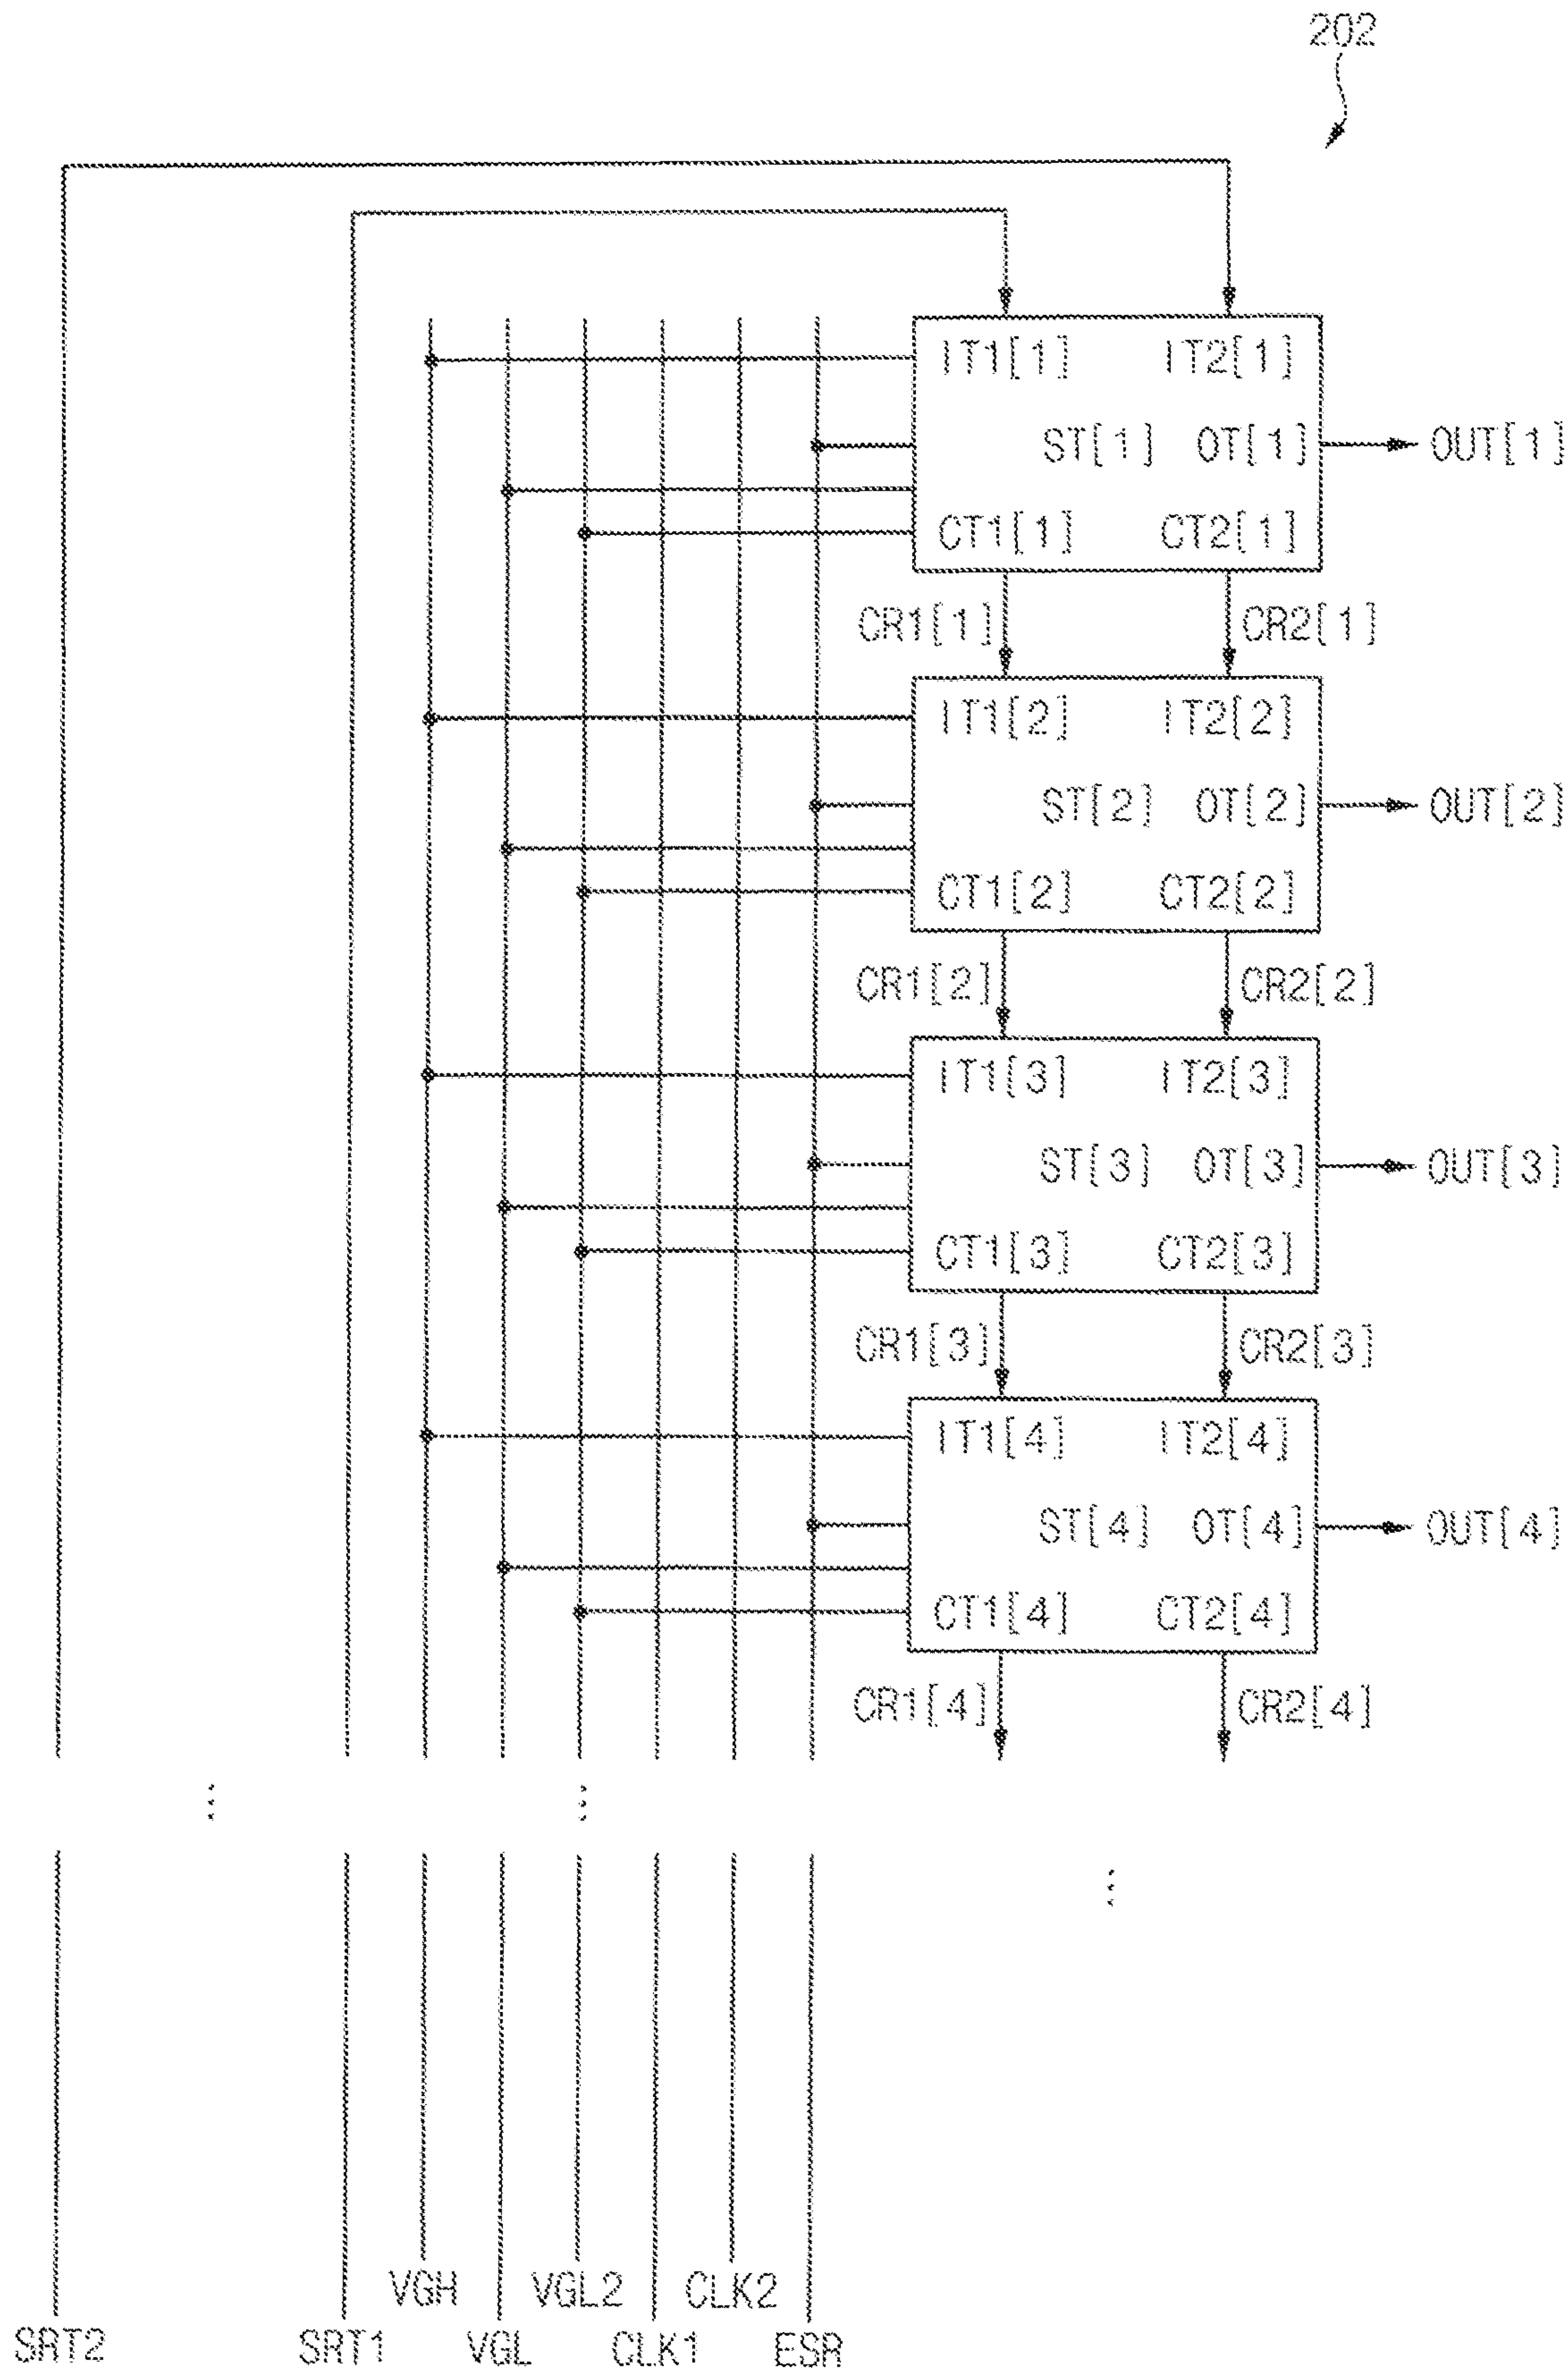 202
IT1[1] IT2[1]
ST[1] OT[1] OUT[1]
CT1[1] CT2[1]
CR1[1] CR2[1]
IT1[2] IT2[2]
ST[2] OT[2] OUT[2]
CT1[2] CT2[2]
CR1[2] CR2[2]
IT1[3] IT2[3]
ST[3] OT[3] OUT[3]
CT1[3] CT2[3]
CR1[3] CR2[3]
IT1[4] IT2[4]
ST[4] OT[4] OUT[4]
CT1[4] CT2[4]
CR1[4] CR2[4]
VGH VGL2 CLK2
SRT2 SRT1 VGL CLK1 ESR